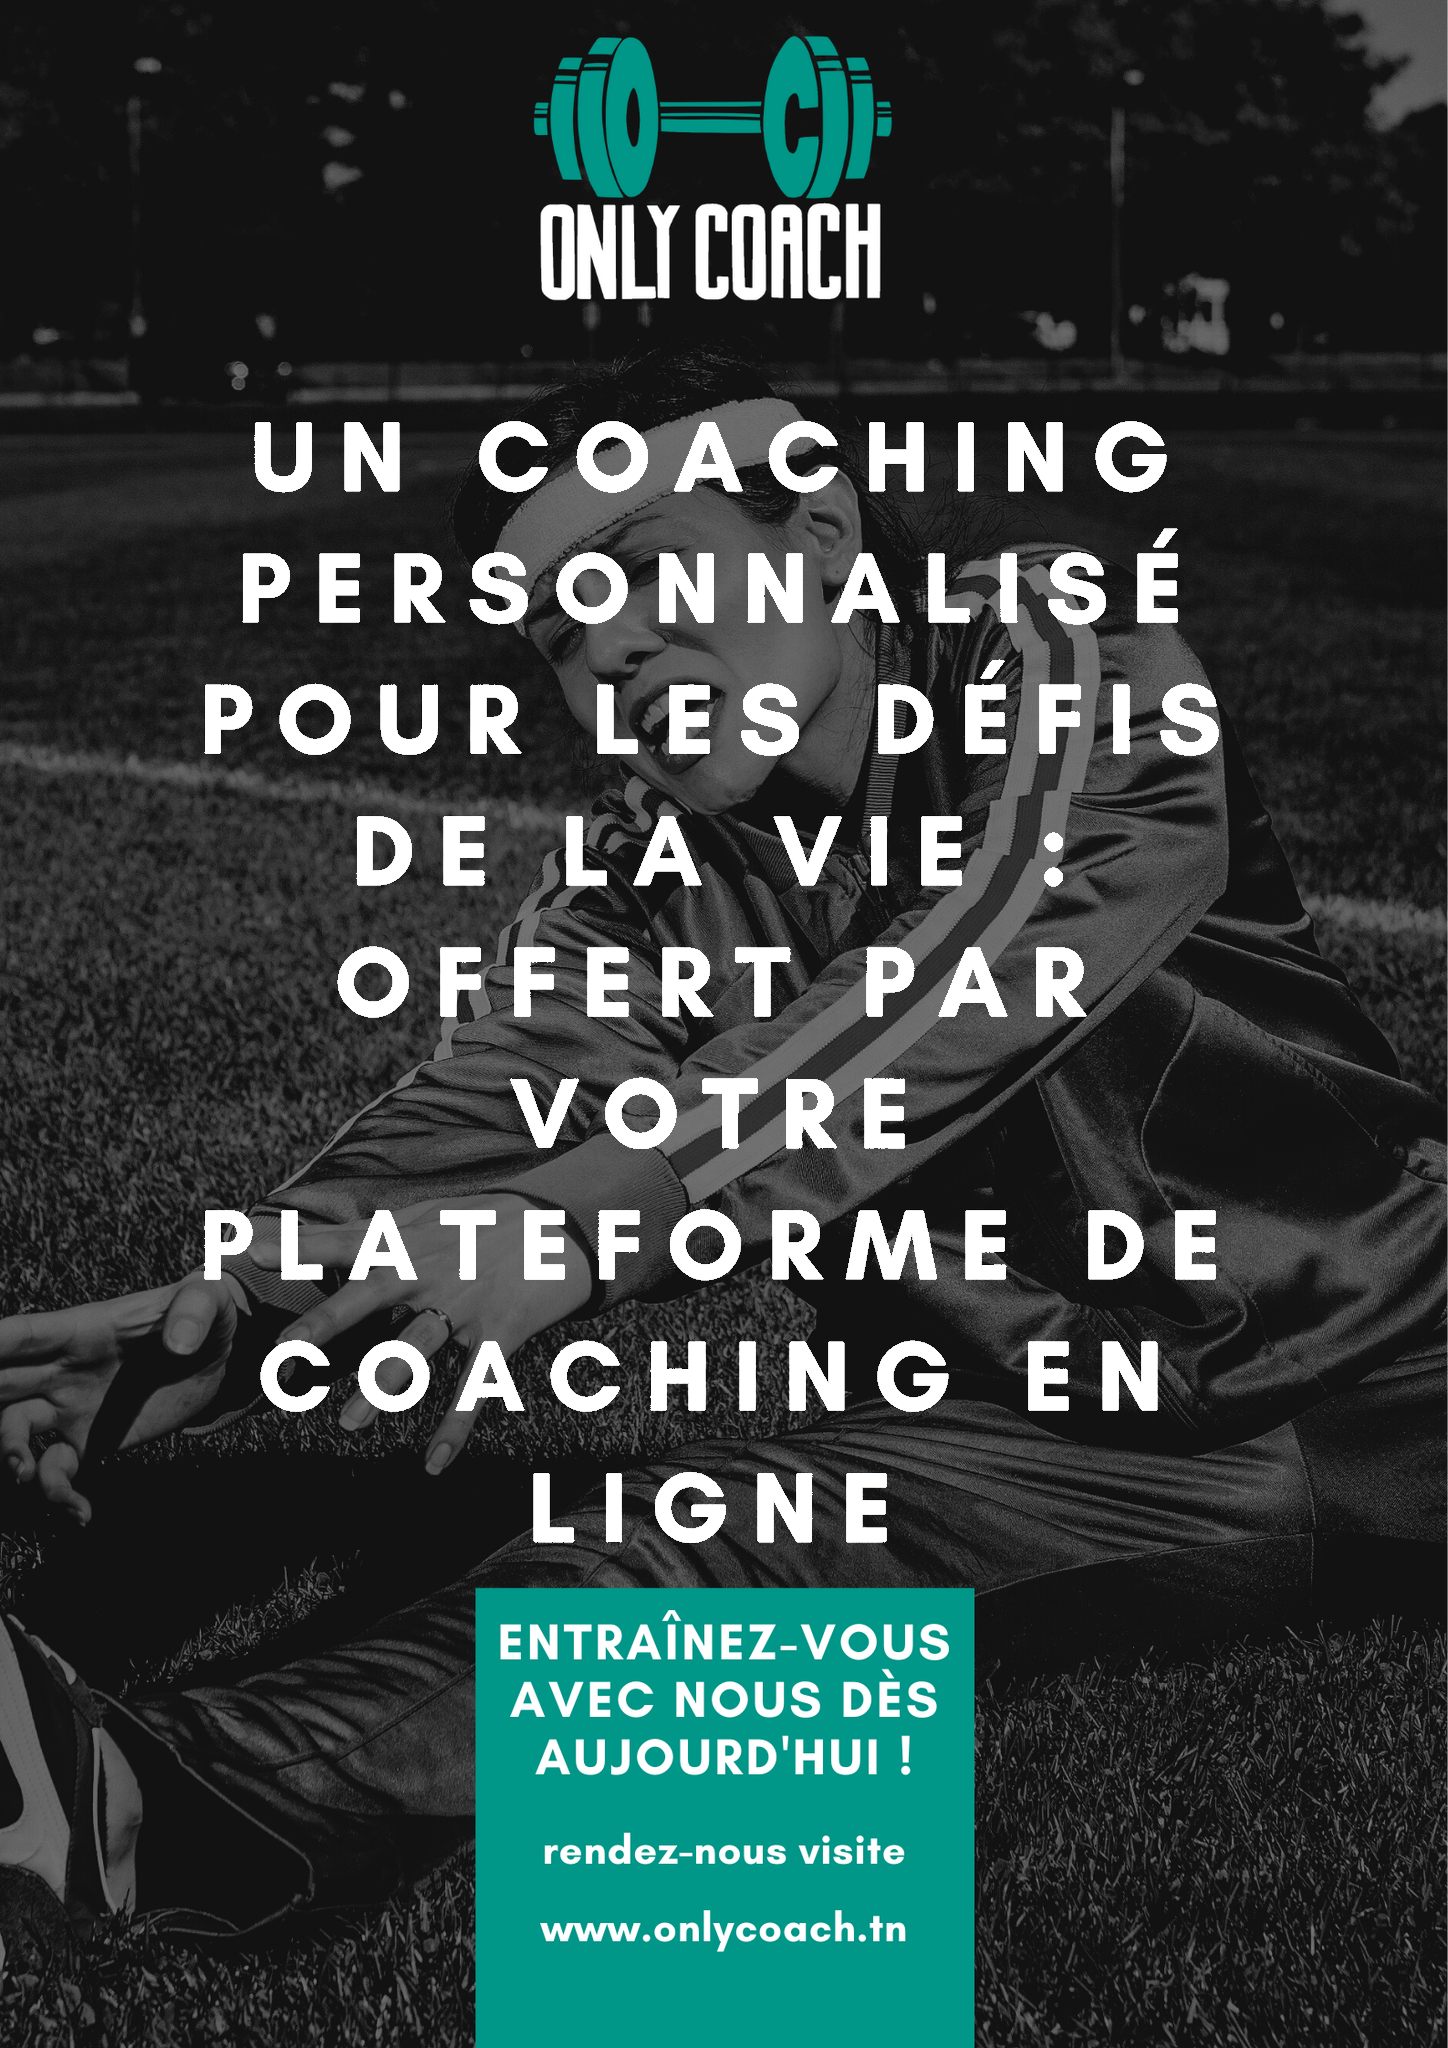 O C
ONLY COACH
UN COACHING
PERSONNALISÉ
POUR LES DÉFIS
DE LA VIE :
OFFERT PAR
VOTRE
PLATEFORME DE
COACHING EN
LIGNE
ENTRAÎNEZ-VOUS
AVEC NOUS DÈS
AUJOURD'HUI !
rendez-nous visite
www.onlycoach.tn